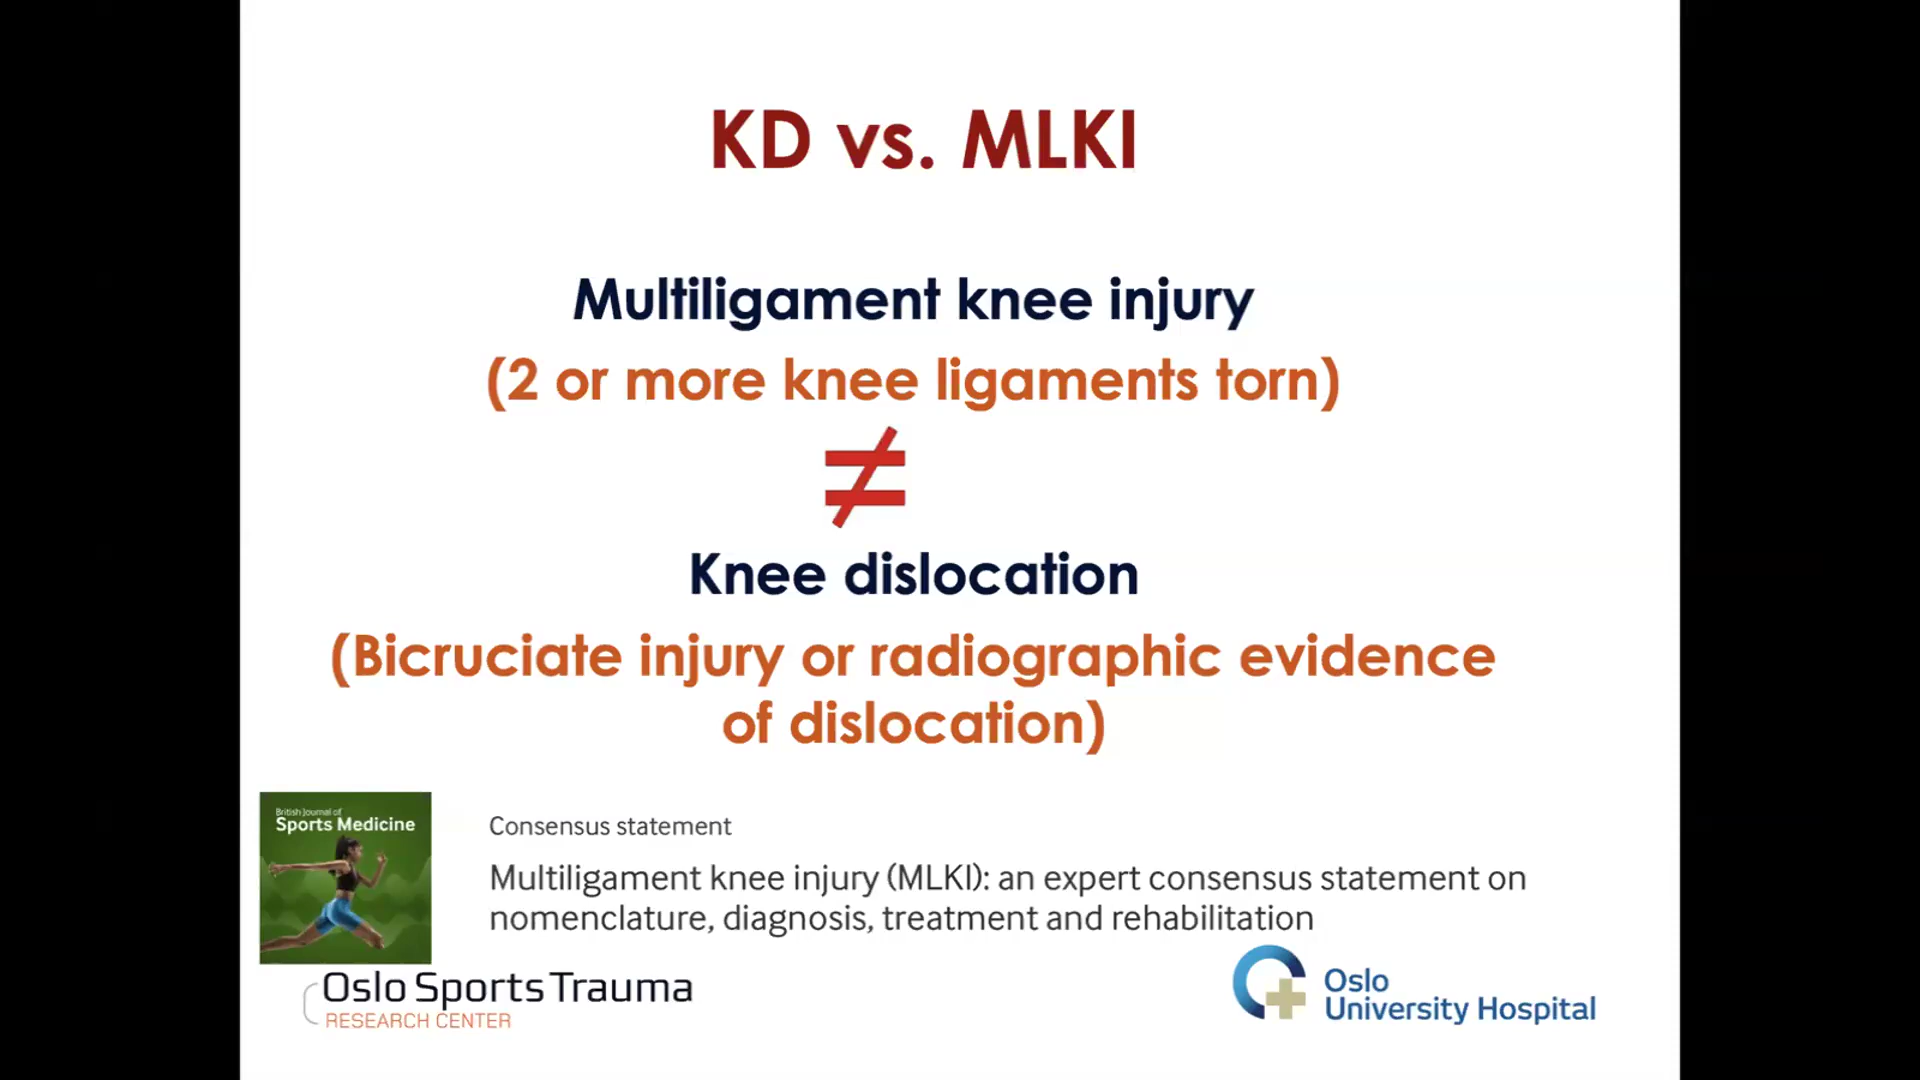 KD vs. MLKI
Multiligament knee injury
(2 or more knee ligaments torn)
≠
Knee dislocation
(Bicruciate injury or radiographic evidence
of dislocation)
British Journal of
Sports Medicine
Consensus statement
Multiligament knee injury (MLKI): an expert consensus statement on
nomenclature, diagnosis, treatment and rehabilitation
Oslo Sports Trauma
RESEARCH CENTER
Oslo
University Hospital